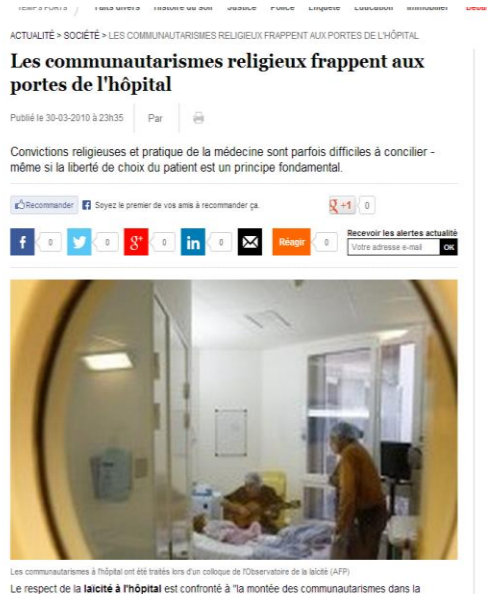 TEMPS FORTS / Faits divers Histoire du soir Justice Police Enquête Education Immobilier
ACTUALITÉ > SOCIÉTÉ > LES COMMUNAUTARISMES RELIGIEUX FRAPPENT AUX PORTES DE L'HÔPITAL
Les communautarismes religieux frappent aux
portes de l'hôpital
Publié le 30-03-2010 à 23h35 Par
Convictions religieuses et pratique de la médecine sont parfois difficiles à concilier -
même si la liberté de choix du patient est un principe fondamental.
Recommander f Soyez le premier de vos amis à recommander ça. g +1 0
Recevoir les alertes actualité
f 0 0 g+ 0 in 0 Réagir 0 Votre adresse e-mail OK
Les communautarismes à l'hôpital ont été traités lors d'un colloque de l'Observatoire de la laïcité (AFP)
Le respect de la laïcité à l'hôpital est confronté à "la montée des communautarismes dans la